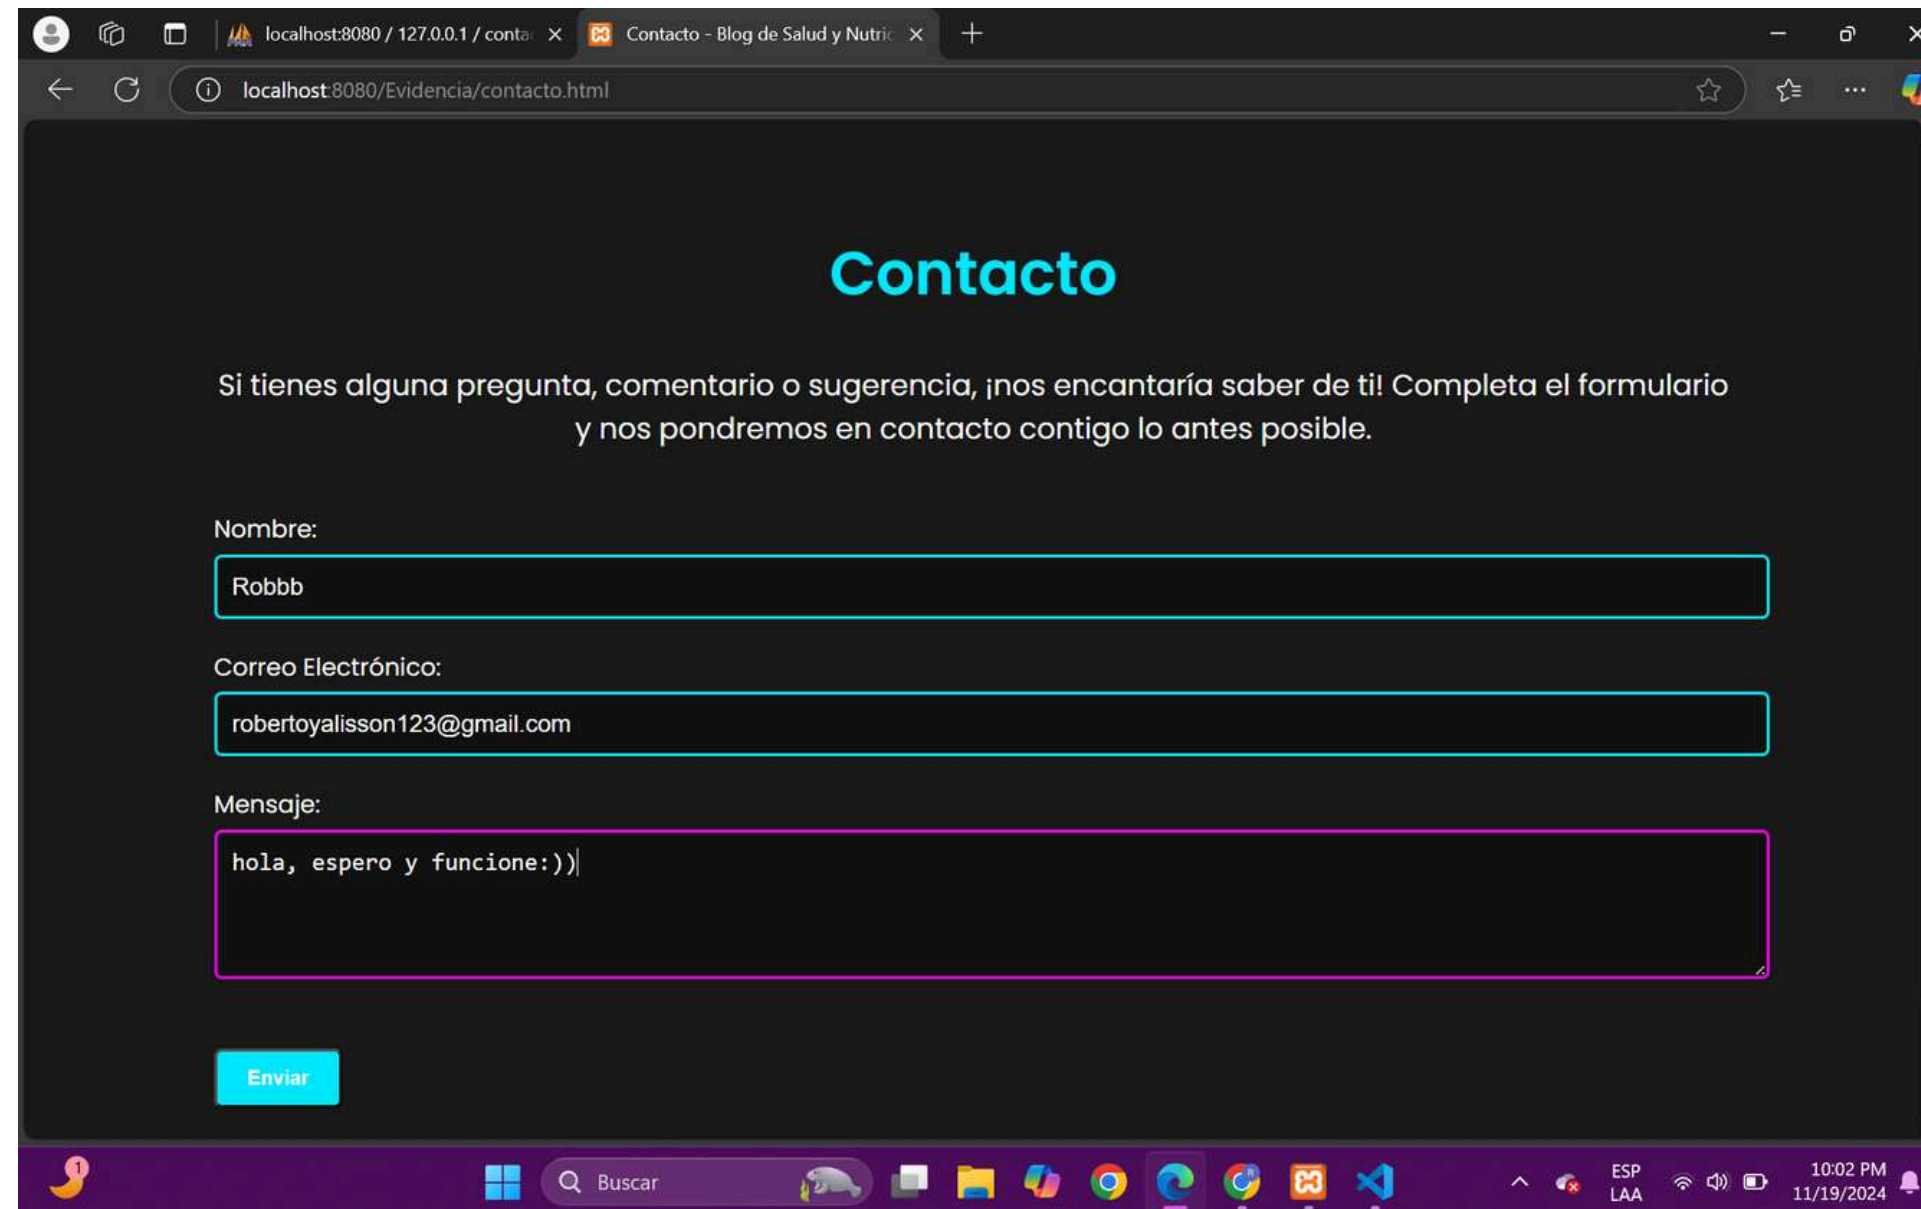 localhost:8080 / 127.0.0.1 / conta
Contacto - Blog de Salud y Nutric
localhost:8080/Evidencia/contacto.html
Contacto
Si tienes alguna pregunta, comentario o sugerencia, ¡nos encantaría saber de ti! Completa el formulario
y nos pondremos en contacto contigo lo antes posible.
Nombre:
Robbb
Correo Electrónico:
robertoyalisson123@gmail.com
Mensaje:
hola, espero y funcione:))
Enviar
1
Buscar
R
ESP
LAA
10:02 PM
11/19/2024